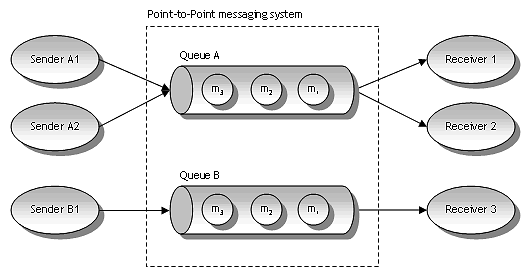 Point-to-Point messaging system
Sender A1
Queue A
Receiver 1
m₃ m₂ m₁
Sender A2
Receiver 2
Queue B
Sender B1
m₃ m₂ m₁
Receiver 3